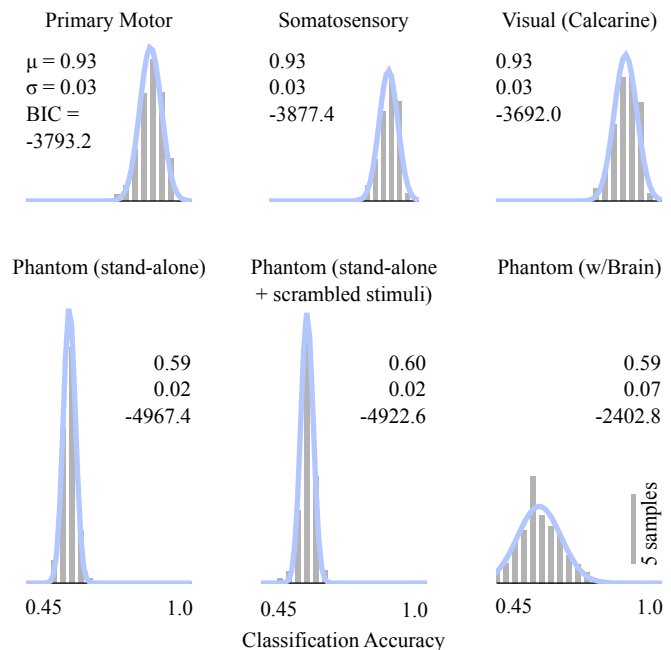 Primary Motor
Somatosensory
Visual (Calcarine)
μ = 0.93
σ = 0.03
BIC =
-3793.2
0.93
0.03
-3877.4
0.93
0.03
-3692.0
Phantom (stand-alone)
Phantom (stand-alone
+ scrambled stimuli)
Phantom (w/Brain)
0.59
0.02
-4967.4
0.60
0.02
-4922.6
0.59
0.07
-2402.8
5 samples
0.45 1.0
0.45 1.0
0.45 1.0
Classification Accuracy